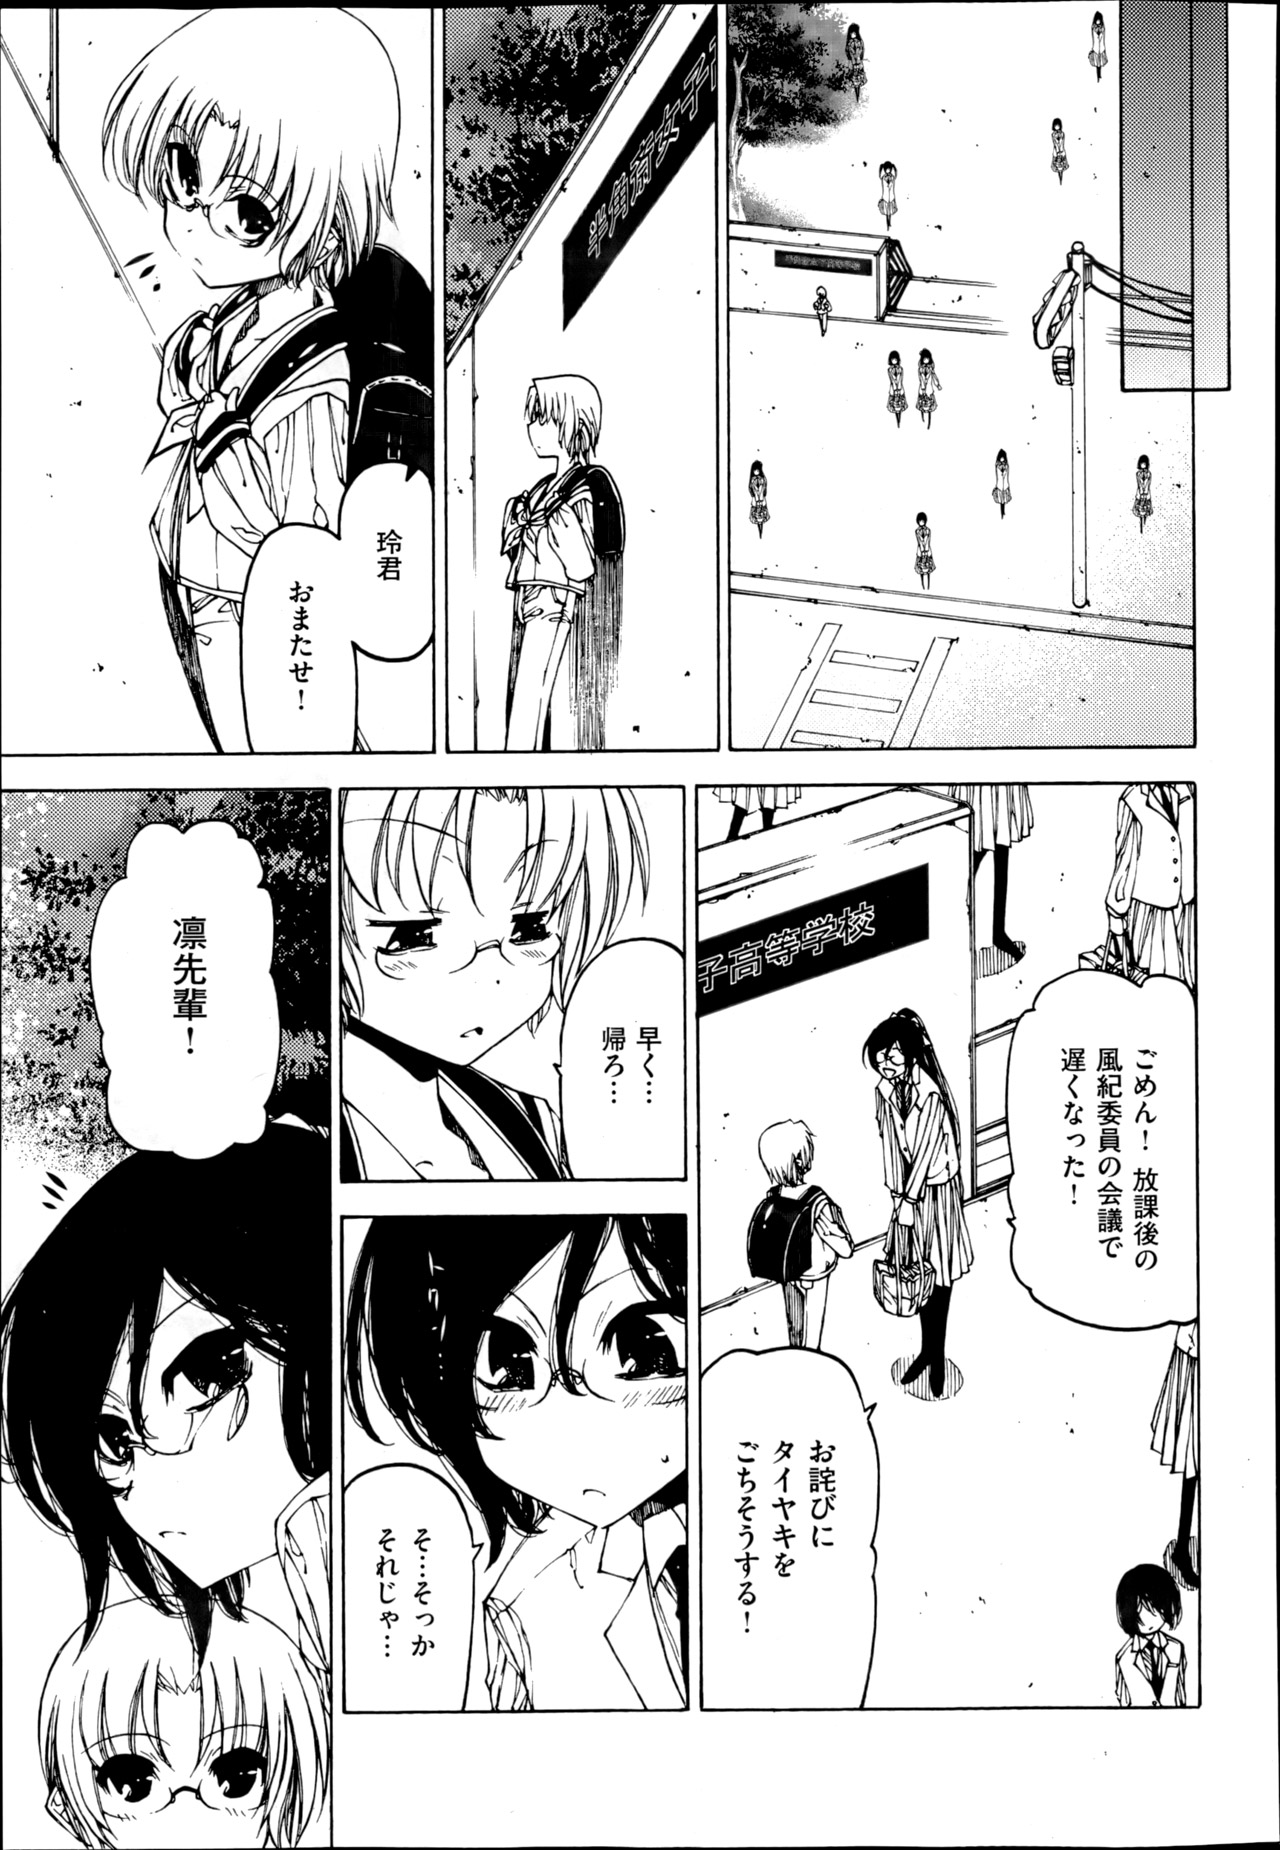 半角斎女子高
玲君
おまたせ！
子高等学校
ごめん！放課後の
風紀委員の会議で
遅くなった！
お詫びに
タイヤキを
ごちそうする！
早く…
帰ろ…
そ…そっか
それじゃ…
凛先輩！